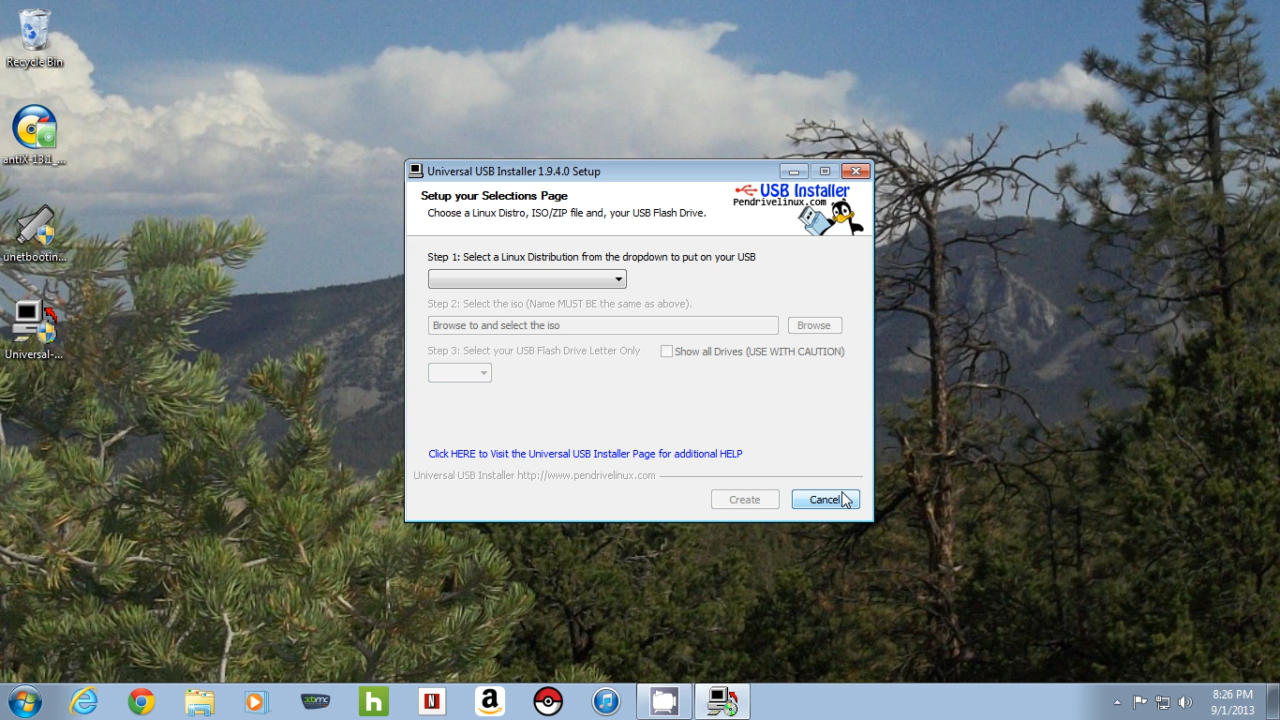 Recycle Bin
antiX-13.1_...
unetbootin...
Universal-...
Universal USB Installer 1.9.4.0 Setup
Setup your Selections Page
Choose a Linux Distro, ISO/ZIP file and, your USB Flash Drive.
USB Installer
Pendrivelinux.com
Step 1: Select a Linux Distribution from the dropdown to put on your USB
Step 2: Select the iso (Name MUST BE the same as above).
Browse to and select the iso
Browse
Step 3: Select your USB Flash Drive Letter Only
Show all Drives (USE WITH CAUTION)
Click HERE to Visit the Universal USB Installer Page for additional HELP
Universal USB Installer http://www.pendrivelinux.com
Create
Cancel
xbmc
h
N
a
8:26 PM
9/1/2013